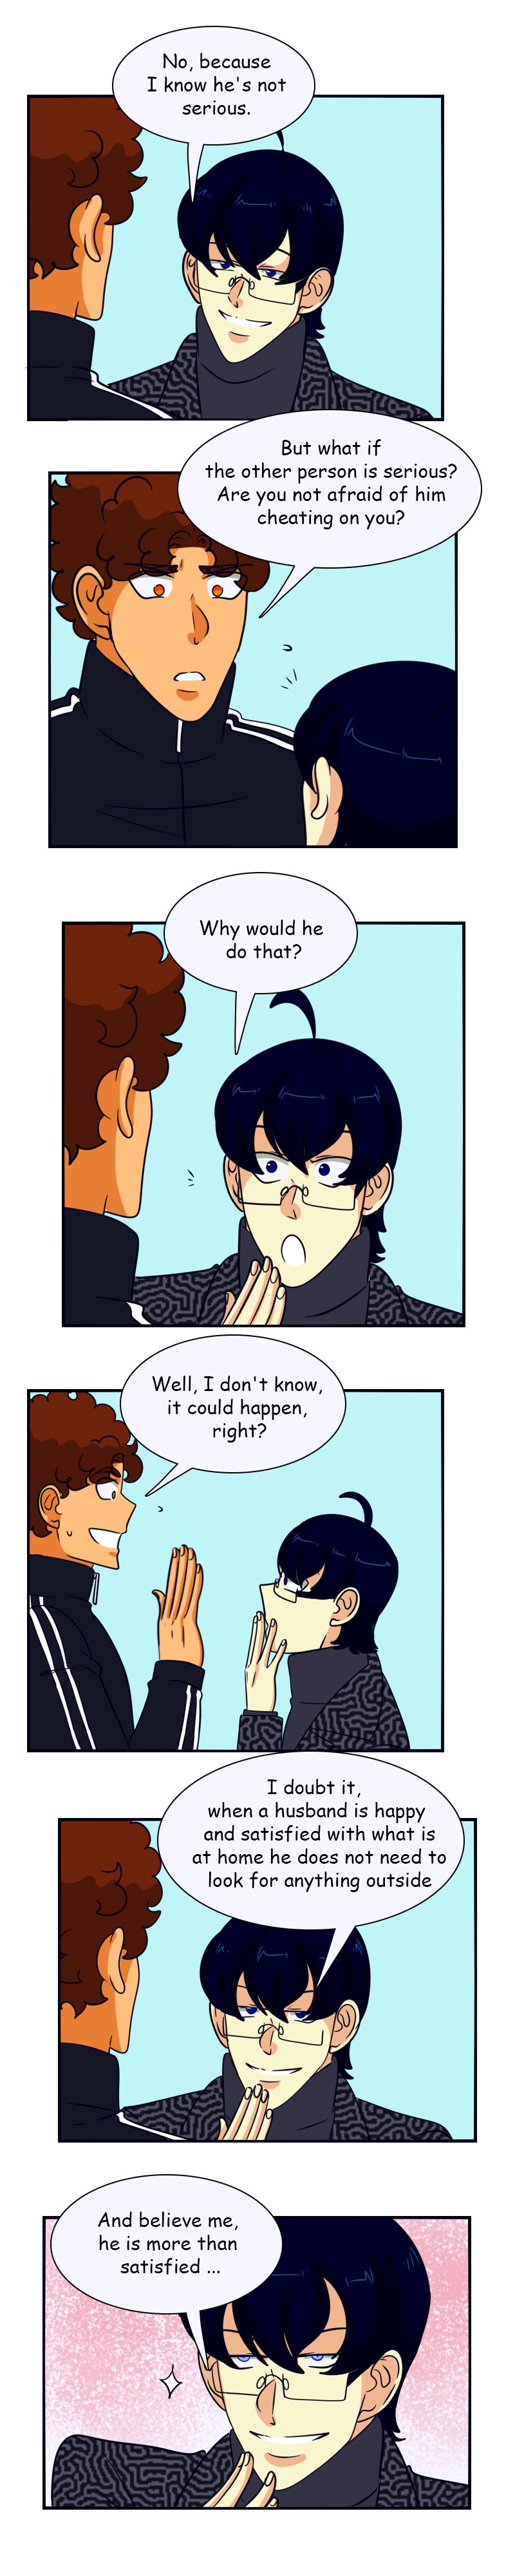 No, because
I know he's not
serious.
But what if
the other person is serious?
Are you not afraid of him
cheating on you?
Why would he
do that?
Well, I don't know,
it could happen,
right?
I doubt it,
when a husband is happy
and satisfied with what is
at home he does not need to
look for anything outside
And believe me,
he is more than
satisfied ...